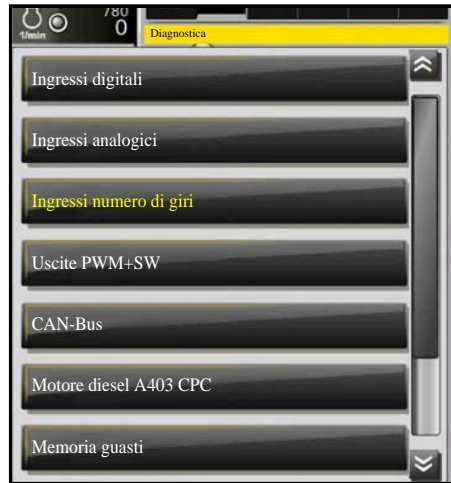 780
1/min 0
Diagnostica
Ingressi digitali
Ingressi analogici
Ingressi numero di giri
Uscite PWM+SW
CAN-Bus
Motore diesel A403 CPC
Memoria guasti